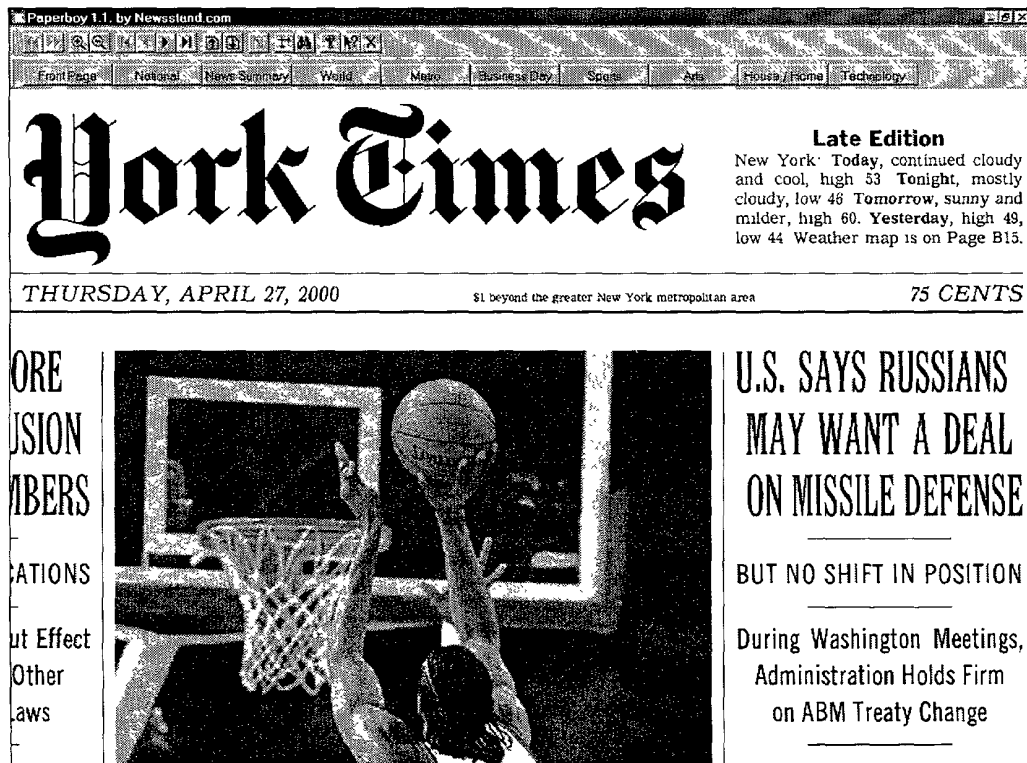 Paperboy 1.1. by Newsstand.com
Front Page National News Summary World Metro Business Day Sports Arts House / Home Technology
York Times
Late Edition
New York· Today, continued cloudy
and cool, high 53 Tonight, mostly
cloudy, low 46 Tomorrow, sunny and
milder, high 60. Yesterday, high 49,
low 44 Weather map is on Page B15.
THURSDAY, APRIL 27, 2000 $1 beyond the greater New York metropolitan area 75 CENTS
ORE
USION
MBERS
CATIONS
ut Effect
Other
Laws
U.S. SAYS RUSSIANS
MAY WANT A DEAL
ON MISSILE DEFENSE
BUT NO SHIFT IN POSITION
During Washington Meetings,
Administration Holds Firm
on ABM Treaty Change